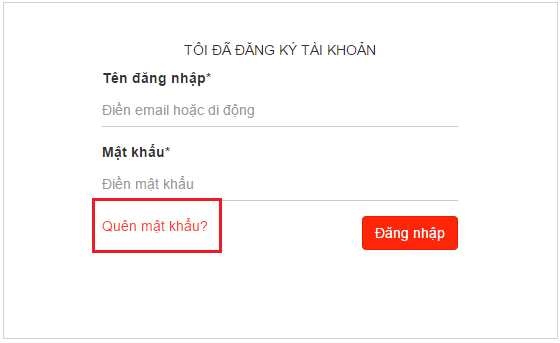 TÔI ĐÃ ĐĂNG KÝ TÀI KHOẢN
Tên đăng nhập*
Điền email hoặc di động
Mật khẩu*
Điền mật khẩu
Quên mật khẩu?
Đăng nhập